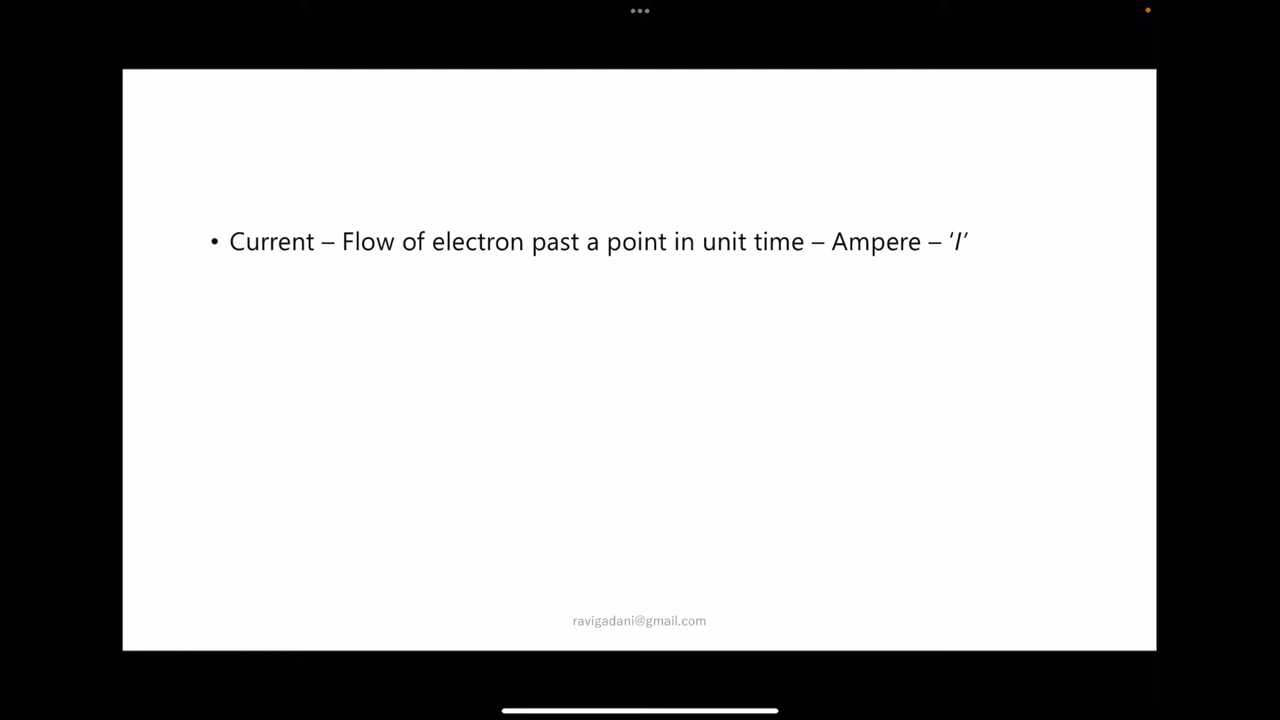 • Current – Flow of electron past a point in unit time – Ampere – ‘I’
ravigadani@gmail.com